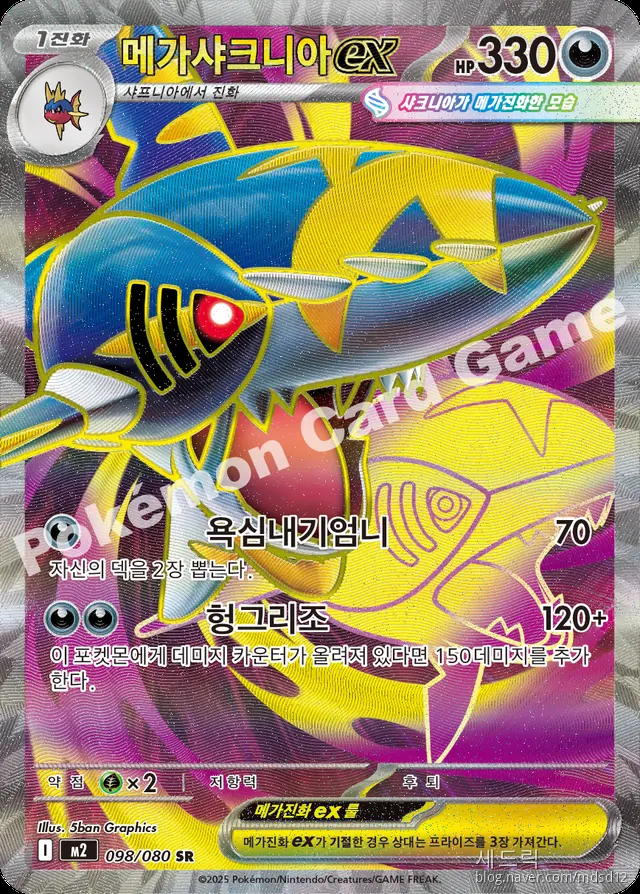 1진화
메가샤크니아ex
HP 330
샤프니아에서 진화
샤크니아가 메가진화한 모습
Pokémon Card Game
욕심내기엄니 70
자신의 덱을 2장 뽑는다.
헝그리조 120+
이 포켓몬에게 데미지 카운터가 올려져 있다면 150데미지를 추가
한다.
약점 ×2 저항력 후퇴
메가진화 ex 룰
메가진화 ex가 기절한 경우 상대는 프라이즈를 3장 가져간다.
Illus. 5ban Graphics
I M2 098/080 SR
세드릭
blog.naver.com/mdsd12
©2025 Pokémon/Nintendo/Creatures/GAME FREAK.